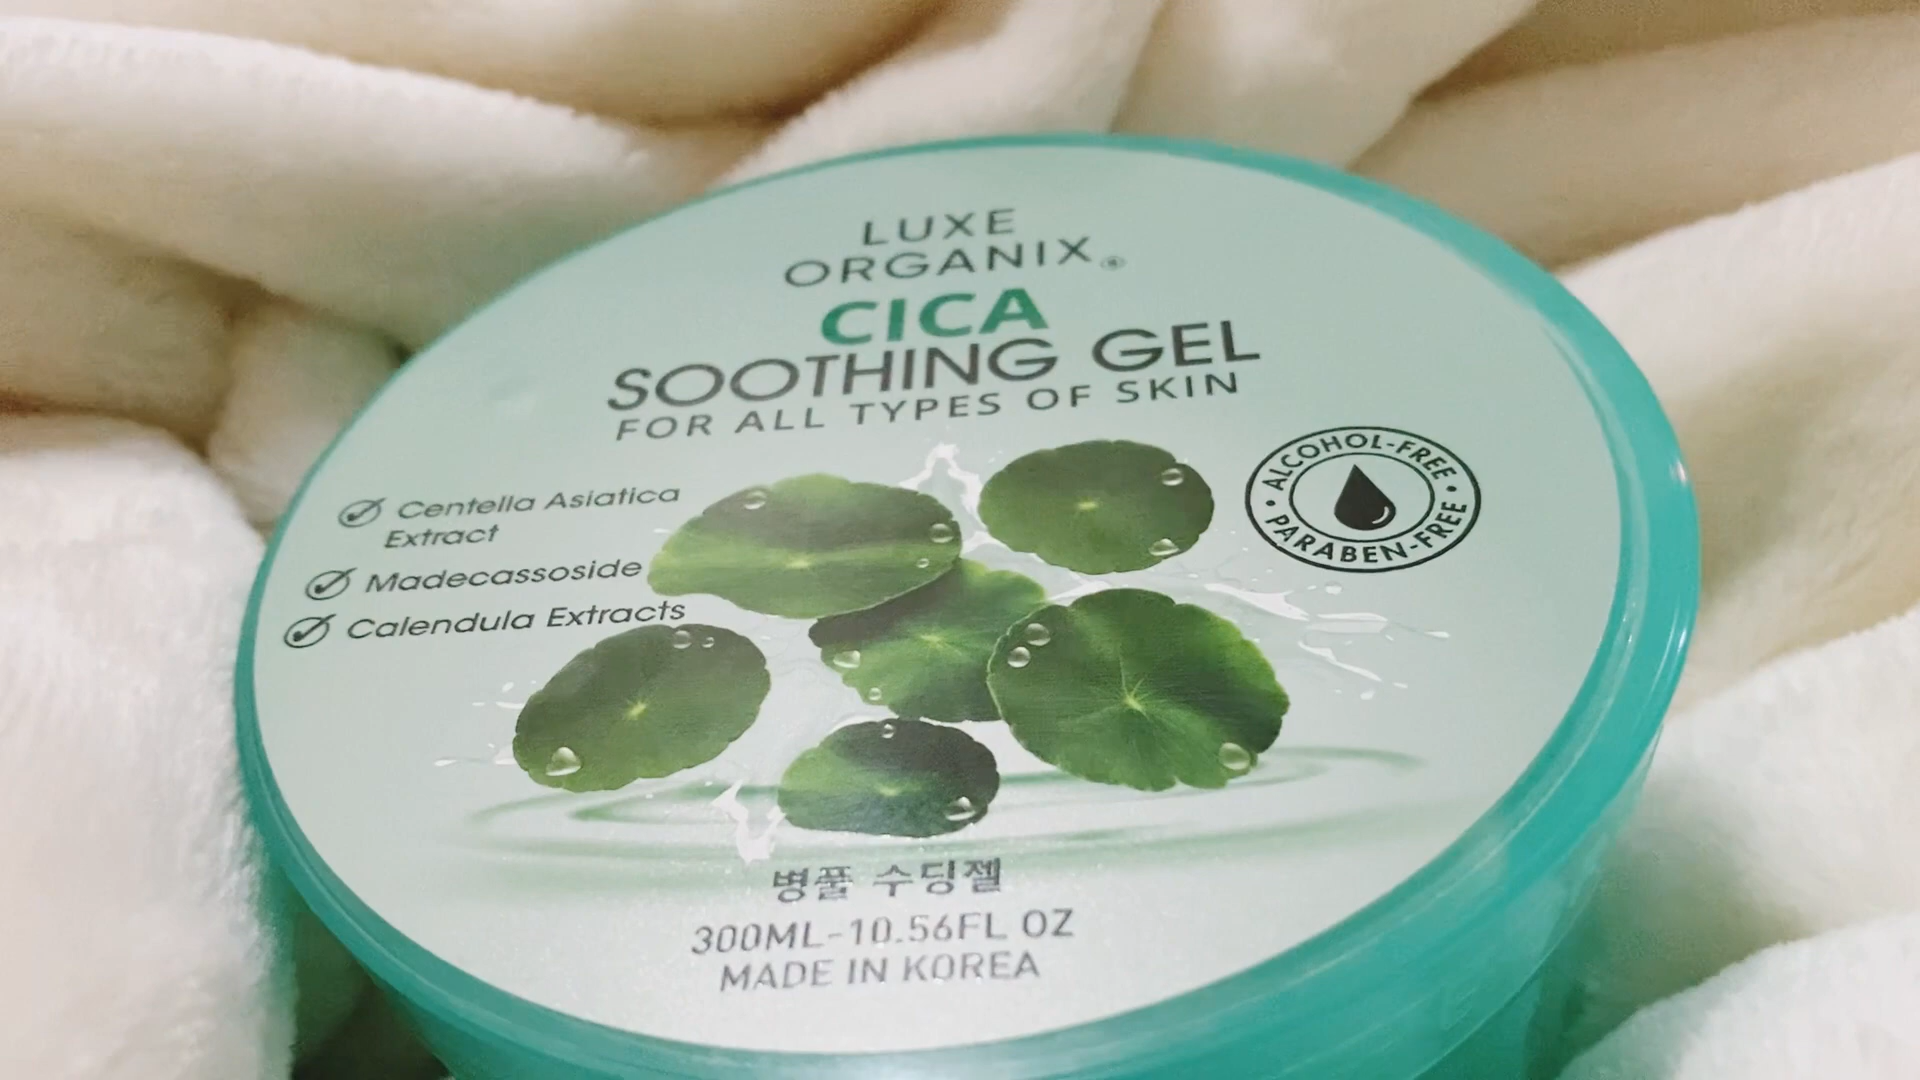 LUXE
ORGANIX®
CICA
SOOTHING GEL
FOR ALL TYPES OF SKIN
Centella Asiatica
Extract
Madecassoside
Calendula Extracts
• ALCOHOL-FREE •
PARABEN-FREE
병풀 수딩젤
300ML-10.56FL OZ
MADE IN KOREA